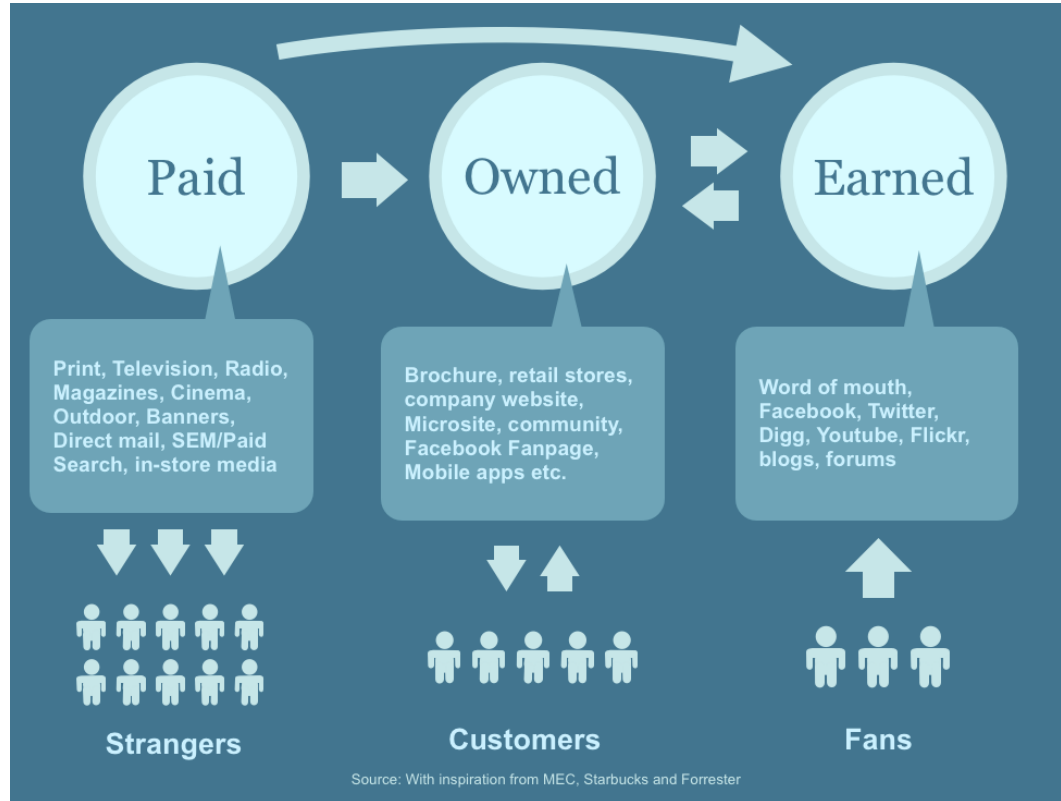 Paid
Owned
Earned
Print, Television, Radio,
Magazines, Cinema,
Outdoor, Banners,
Direct mail, SEM/Paid
Search, in-store media
Brochure, retail stores,
company website,
Microsite, community,
Facebook Fanpage,
Mobile apps etc.
Word of mouth,
Facebook, Twitter,
Digg, Youtube, Flickr,
blogs, forums
Strangers
Customers
Fans
Source: With inspiration from MEC, Starbucks and Forrester